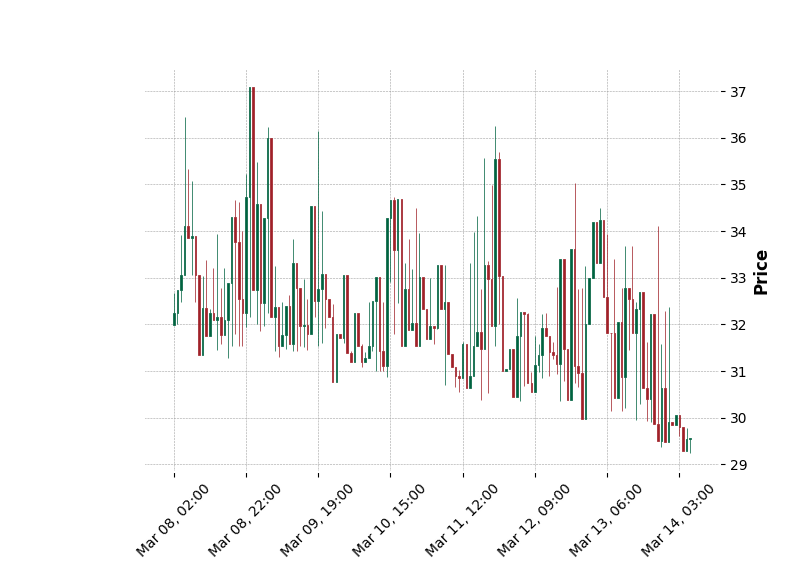 37
36
35
34
33
32
31
30
29
Price
Mar 08, 02:00
Mar 08, 22:00
Mar 09, 19:00
Mar 10, 15:00
Mar 11, 12:00
Mar 12, 09:00
Mar 13, 06:00
Mar 14, 03:00